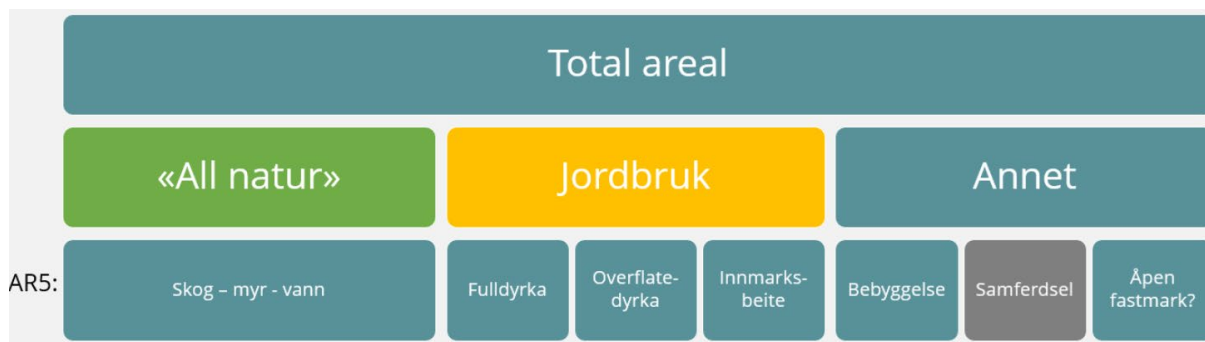 Total areal
«All natur»
Jordbruk
Annet
AR5:
Skog – myr - vann
Fulldyrka
Overflate-
dyrka
Innmarks-
beite
Bebyggelse
Samferdsel
Åpen
fastmark?